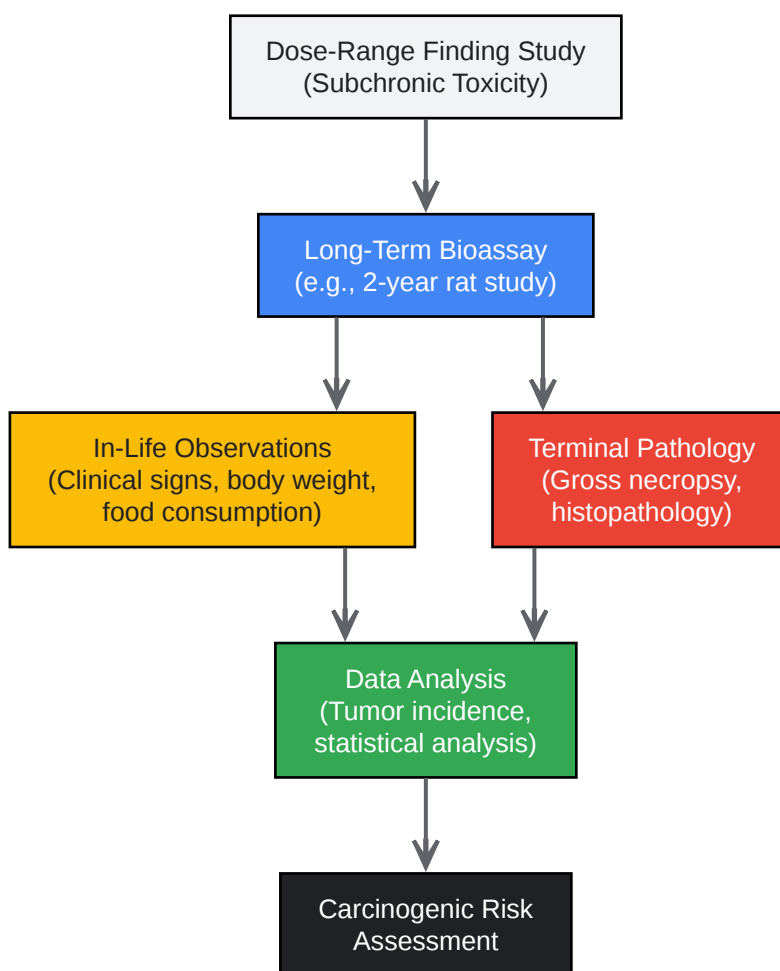 Dose-Range Finding Study
(Subchronic Toxicity)
Long-Term Bioassay
(e.g., 2-year rat study)
In-Life Observations
(Clinical signs, body weight,
food consumption)
Terminal Pathology
(Gross necropsy,
histopathology)
Data Analysis
(Tumor incidence,
statistical analysis)
Carcinogenic Risk
Assessment